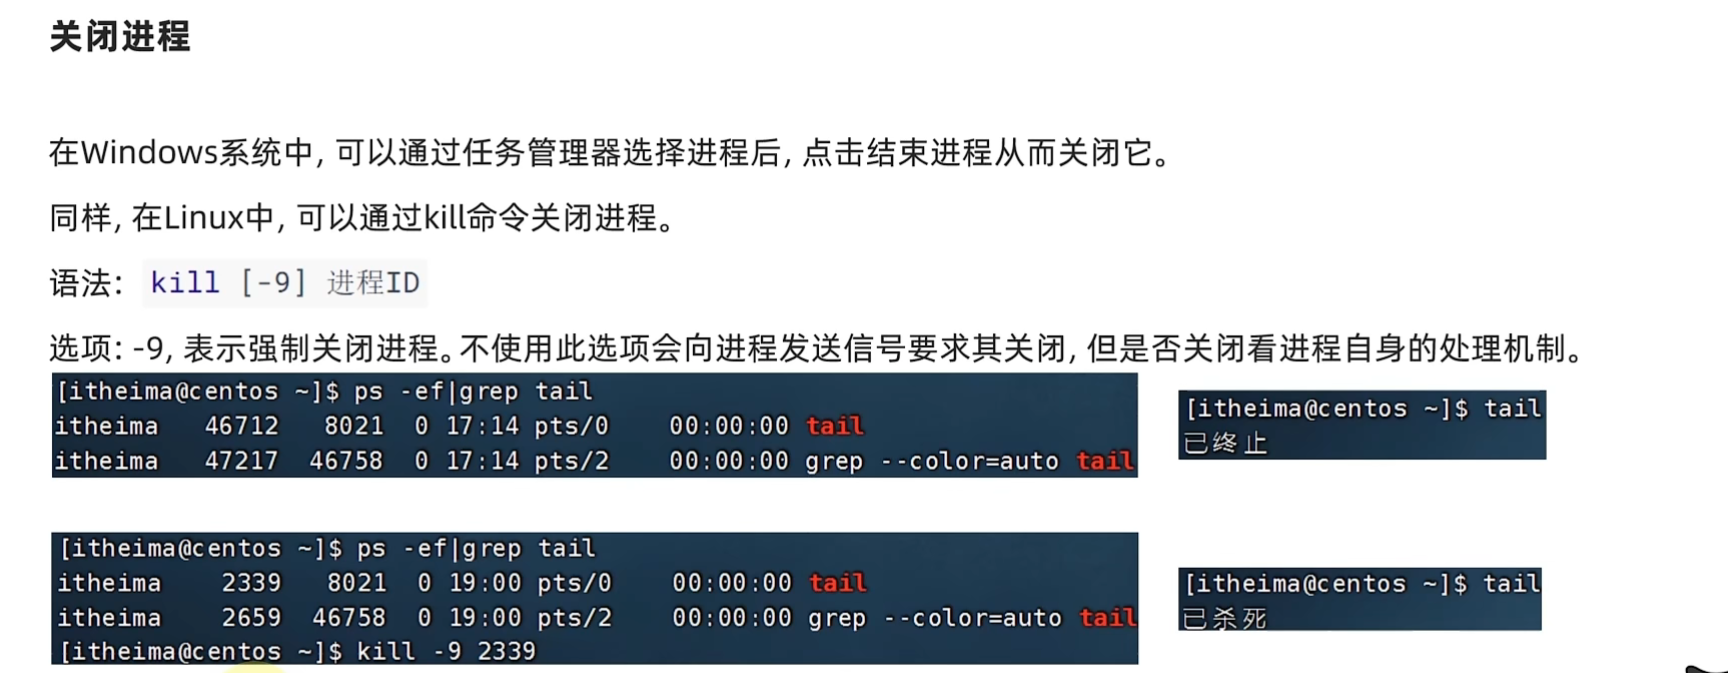 关闭进程
在Windows系统中, 可以通过任务管理器选择进程后, 点击结束进程从而关闭它。
同样, 在Linux中, 可以通过kill命令关闭进程。
语法: kill [-9] 进程ID
选项: -9, 表示强制关闭进程。不使用此选项会向进程发送信号要求其关闭, 但是否关闭看进程自身的处理机制。
[itheima@centos ~]$ ps -ef|grep tail
itheima 46712 8021 0 17:14 pts/0 00:00:00 tail
itheima 47217 46758 0 17:14 pts/2 00:00:00 grep --color=auto tail
[itheima@centos ~]$ tail
已终止
[itheima@centos ~]$ ps -ef|grep tail
itheima 2339 8021 0 19:00 pts/0 00:00:00 tail
itheima 2659 46758 0 19:00 pts/2 00:00:00 grep --color=auto tail
[itheima@centos ~]$ kill -9 2339
[itheima@centos ~]$ tail
已杀死